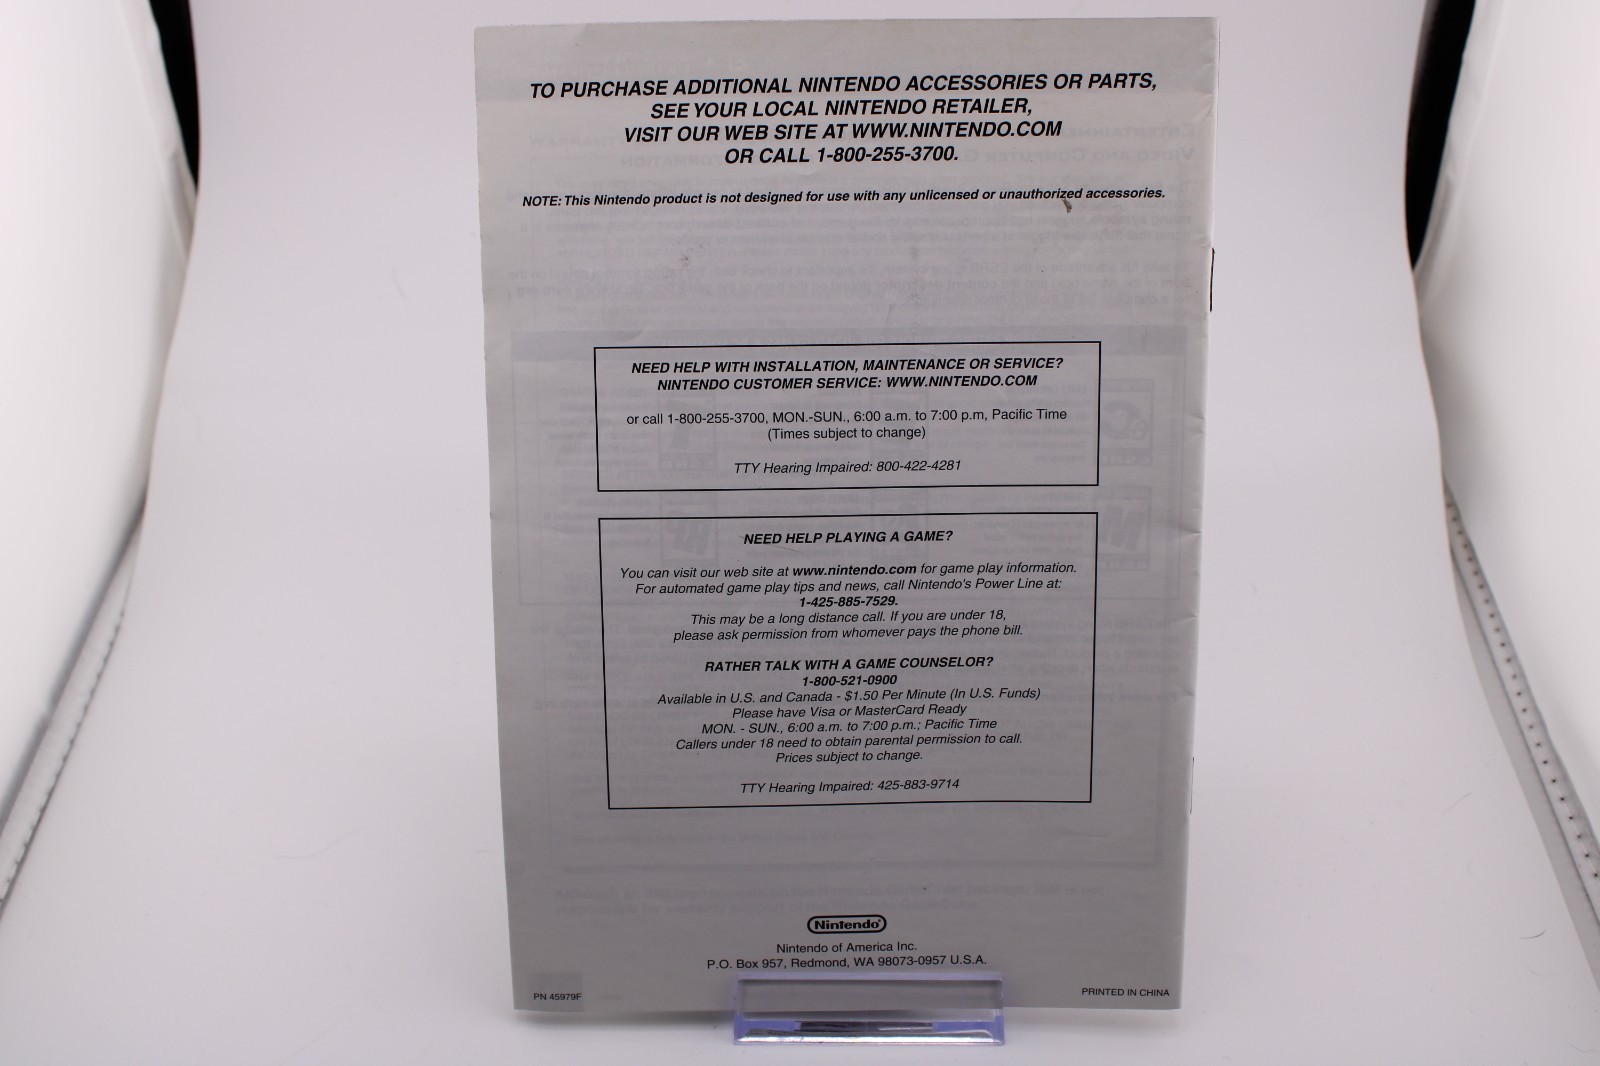 TO PURCHASE ADDITIONAL NINTENDO ACCESSORIES OR PARTS,
SEE YOUR LOCAL NINTENDO RETAILER,
VISIT OUR WEB SITE AT WWW.NINTENDO.COM
OR CALL 1-800-255-3700.
NOTE: This Nintendo product is not designed for use with any unlicensed or unauthorized accessories.
NEED HELP WITH INSTALLATION, MAINTENANCE OR SERVICE?
NINTENDO CUSTOMER SERVICE: WWW.NINTENDO.COM
or call 1-800-255-3700, MON.-SUN., 6:00 a.m. to 7:00 p.m, Pacific Time
(Times subject to change)
TTY Hearing Impaired: 800-422-4281
NEED HELP PLAYING A GAME?
You can visit our web site at www.nintendo.com for game play information.
For automated game play tips and news, call Nintendo's Power Line at:
1-425-885-7529.
This may be a long distance call. If you are under 18,
please ask permission from whomever pays the phone bill.
RATHER TALK WITH A GAME COUNSELOR?
1-800-521-0900
Available in U.S. and Canada - $1.50 Per Minute (In U.S. Funds)
Please have Visa or MasterCard Ready
MON. - SUN., 6:00 a.m. to 7:00 p.m.; Pacific Time
Callers under 18 need to obtain parental permission to call.
Prices subject to change.
TTY Hearing Impaired: 425-883-9714
Nintendo®
Nintendo of America Inc.
P.O. Box 957, Redmond, WA 98073-0957 U.S.A.
PN 45979F
PRINTED IN CHINA